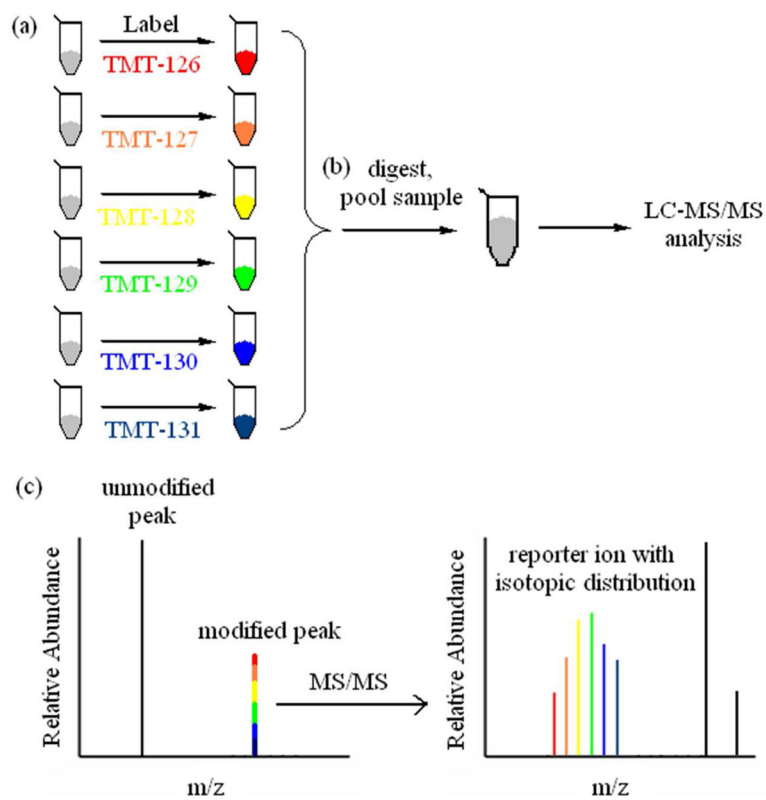 (a)
Label
TMT-126
TMT-127
TMT-128
TMT-129
TMT-130
TMT-131
(b) digest,
pool sample
LC-MS/MS
analysis
(c)
unmodified
peak
Relative Abundance
modified peak
m/z
MS/MS
Relative Abundance
reporter ion with
isotopic distribution
m/z